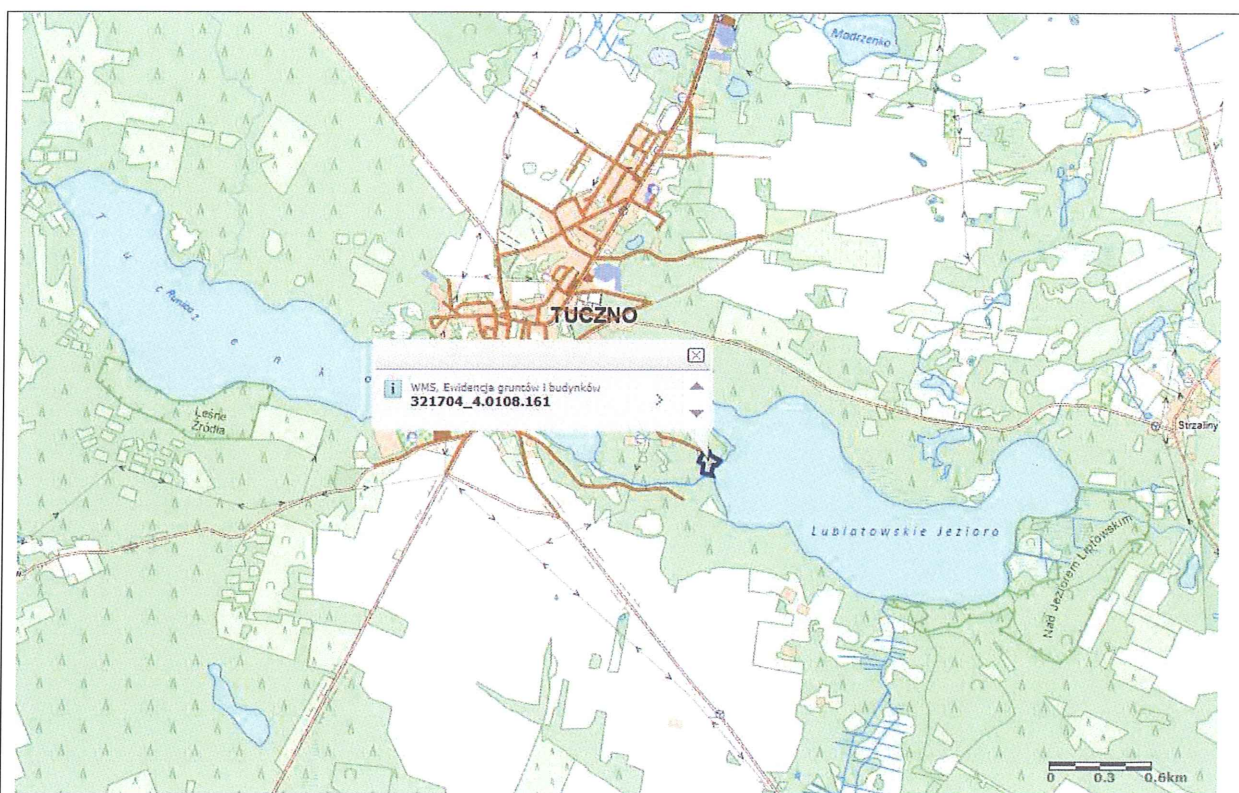 Modrzenko
TUCZNO
WMS, Ewidencja gruntów i budynków
321704_4.0108.161
Leśne
Źródła
Strzaliny
Lubiatowskie Jezioro
Nad Jeziorem Liptowskim
0 0.3 0.6km